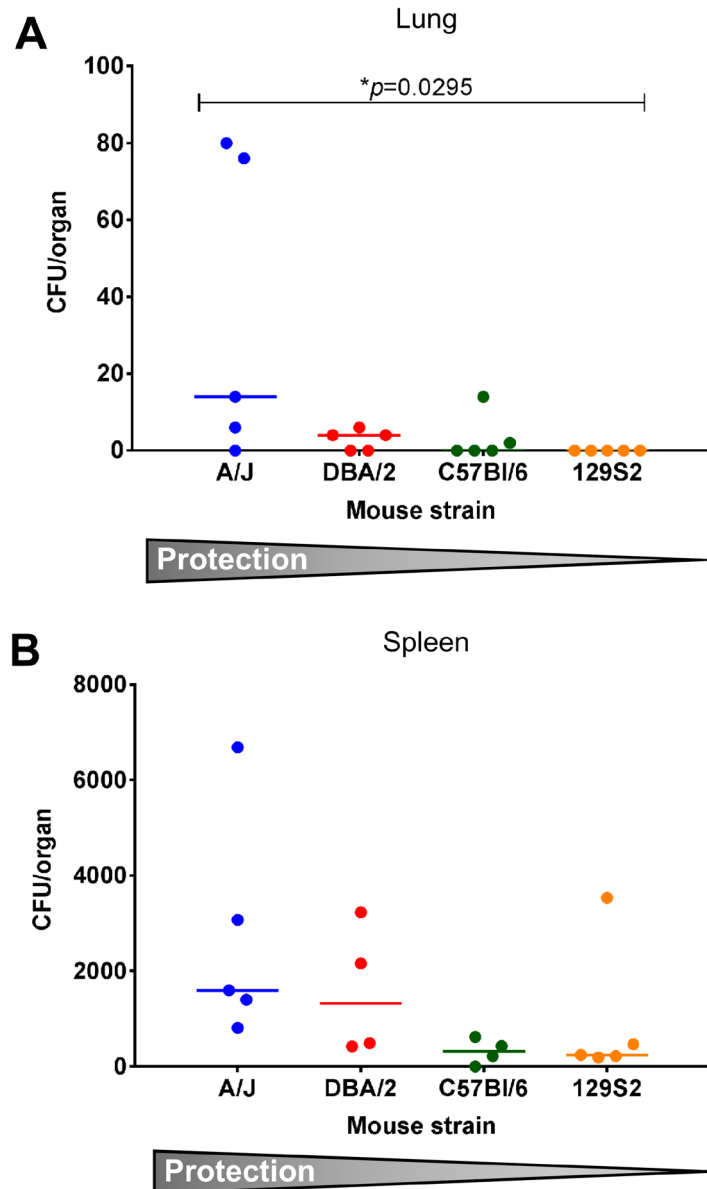 A
Lung
*p=0.0295
100
80
60
40
20
0
CFU/organ
A/J DBA/2 C57Bl/6 129S2
Mouse strain
Protection
B
Spleen
8000
6000
4000
2000
0
CFU/organ
A/J DBA/2 C57Bl/6 129S2
Mouse strain
Protection